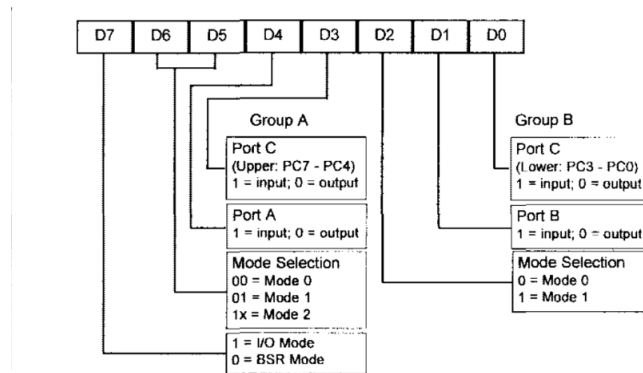 D7 D6 D5 D4 D3 D2 D1 D0
Group A
Port C
(Upper: PC7 - PC4)
1 = input; 0 = output
Port A
1 = input; 0 = output
Mode Selection
00 = Mode 0
01 = Mode 1
1x = Mode 2
1 = I/O Mode
0 = BSR Mode
Group B
Port C
(Lower: PC3 - PC0)
1 = input; 0 = output
Port B
1 = input; 0 = output
Mode Selection
0 = Mode 0
1 = Mode 1